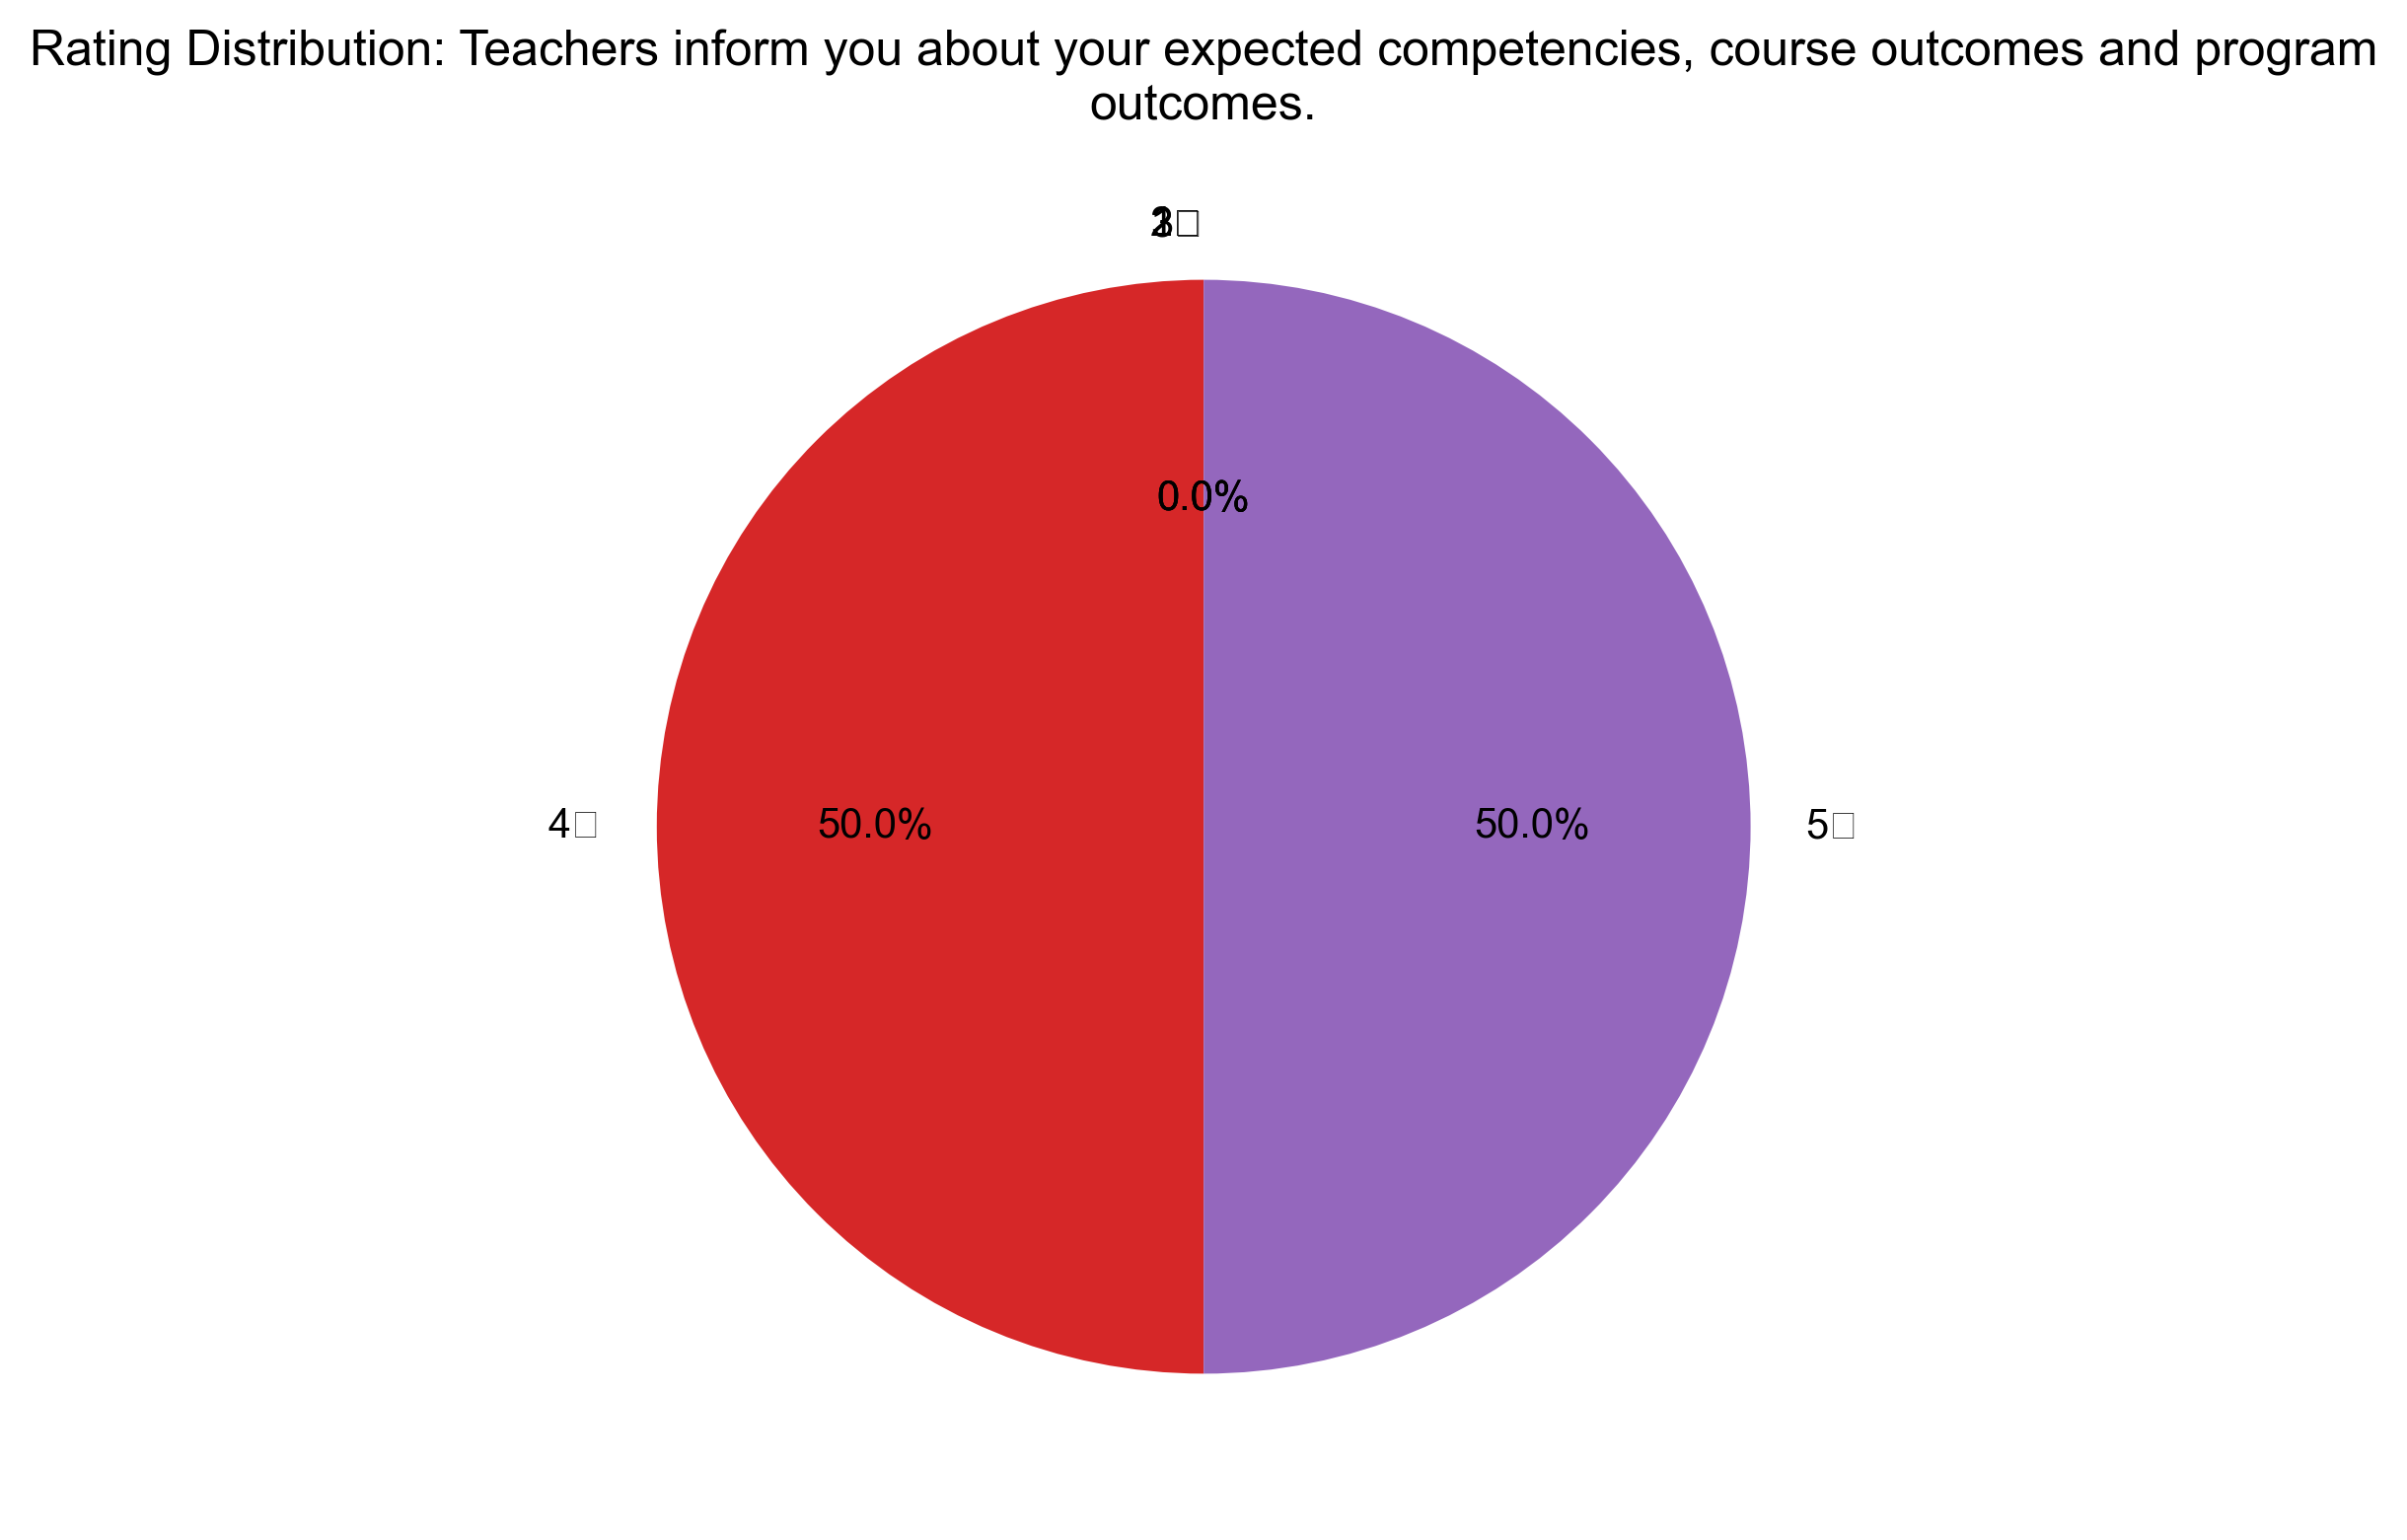 Rating Distribution: Teachers inform you about your expected competencies, course outcomes and program
outcomes.
0.0%
4□
50.0%
50.0%
5□